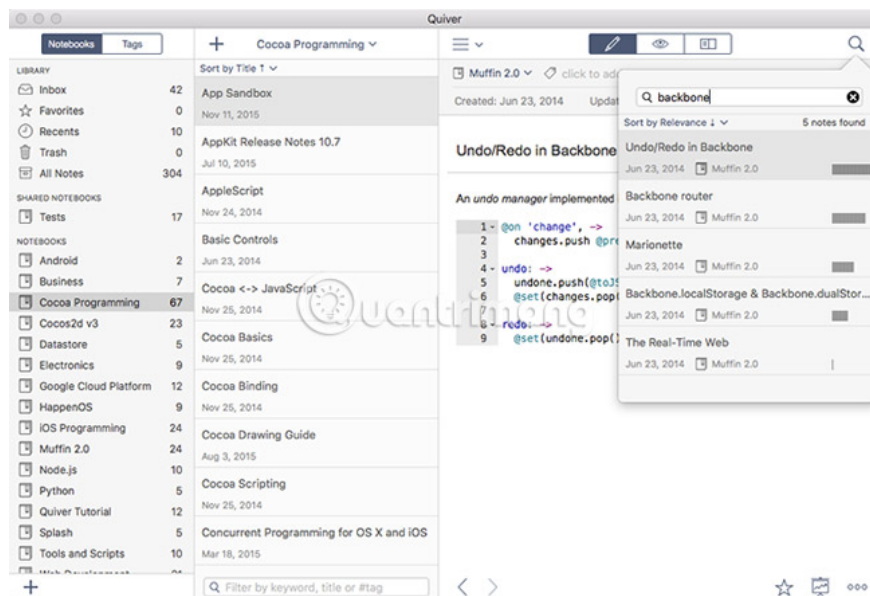 Quiver
Notebooks Tags
LIBRARY
Inbox 42
Favorites 0
Recents 10
Trash 0
All Notes 304
SHARED NOTEBOOKS
Tests 17
NOTEBOOKS
Android 2
Business 7
Cocoa Programming 67
Cocos2d v3 23
Datastore 5
Electronics 9
Google Cloud Platform 12
HappenOS 9
iOS Programming 24
Muffin 2.0 24
Node.js 10
Python 5
Quiver Tutorial 12
Splash 5
Tools and Scripts 10
Cocoa Programming
Sort by Title ↑
App Sandbox
Nov 11, 2015
AppKit Release Notes 10.7
Jul 10, 2015
AppleScript
Nov 24, 2014
Basic Controls
Jun 23, 2014
Cocoa <-> JavaScript
Nov 25, 2014
Cocoa Basics
Nov 25, 2014
Cocoa Binding
Nov 25, 2014
Cocoa Drawing Guide
Aug 3, 2015
Cocoa Scripting
Nov 25, 2014
Concurrent Programming for OS X and iOS
Mar 18, 2015
Filter by keyword, title or #tag
Muffin 2.0 click to ad
Created: Jun 23, 2014 Updat
Undo/Redo in Backbone
An undo manager implemented
1 @on 'change', ->
2 changes.push @pre
3
4 undo: ->
5 undone.push(@toJS
6 @set(changes.pop(
7
8 redo: ->
9 @set(undone.pop()
backbone
Sort by Relevance ↓ 5 notes found
Undo/Redo in Backbone
Jun 23, 2014 Muffin 2.0
Backbone router
Jun 23, 2014 Muffin 2.0
Marionette
Jun 23, 2014 Muffin 2.0
Backbone.localStorage & Backbone.dualStor...
Jun 23, 2014 Muffin 2.0
The Real-Time Web
Jun 23, 2014 Muffin 2.0
Quantrimang